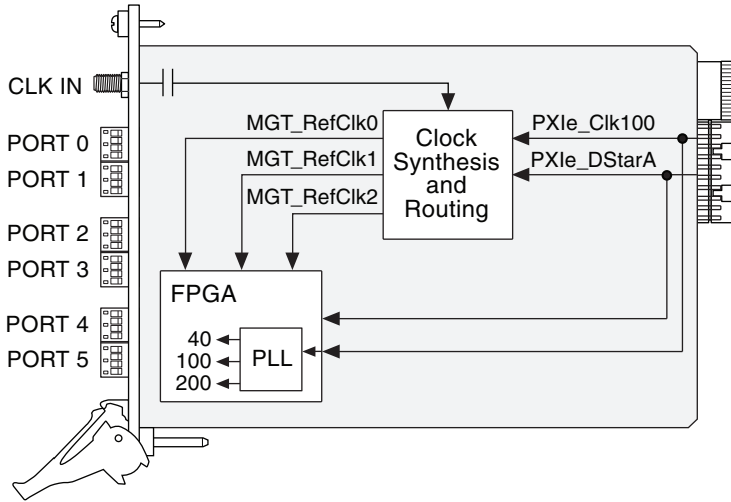 CLK IN
PORT 0
PORT 1
PORT 2
PORT 3
PORT 4
PORT 5
MGT_RefClk0
MGT_RefClk1
MGT_RefClk2
Clock
Synthesis
and
Routing
PXIe_Clk100
PXIe_DStarA
FPGA
40
100
200
PLL